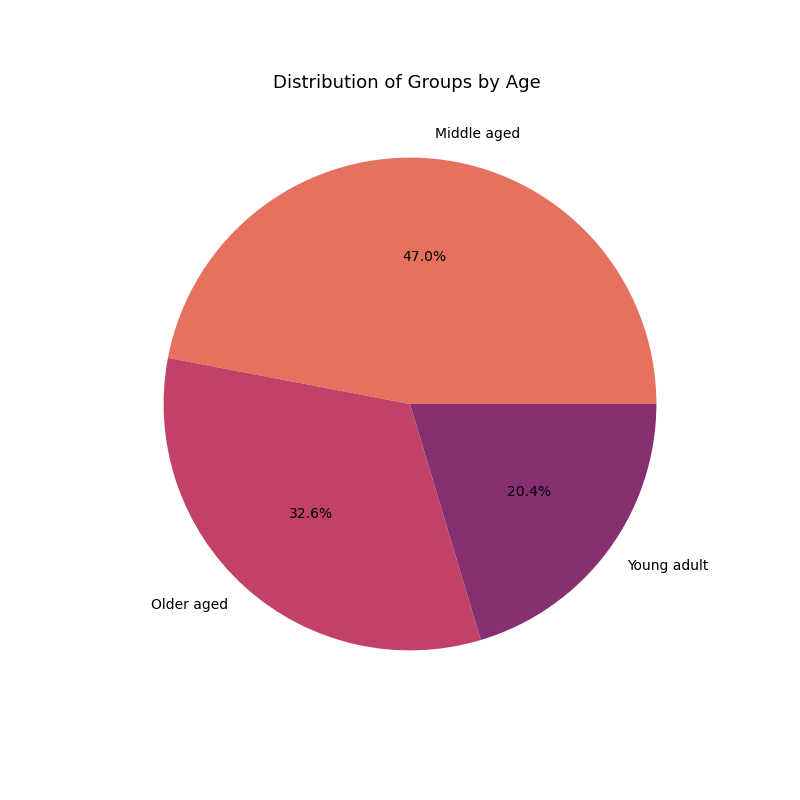 Distribution of Groups by Age
Middle aged
47.0%
20.4%
32.6%
Young adult
Older aged